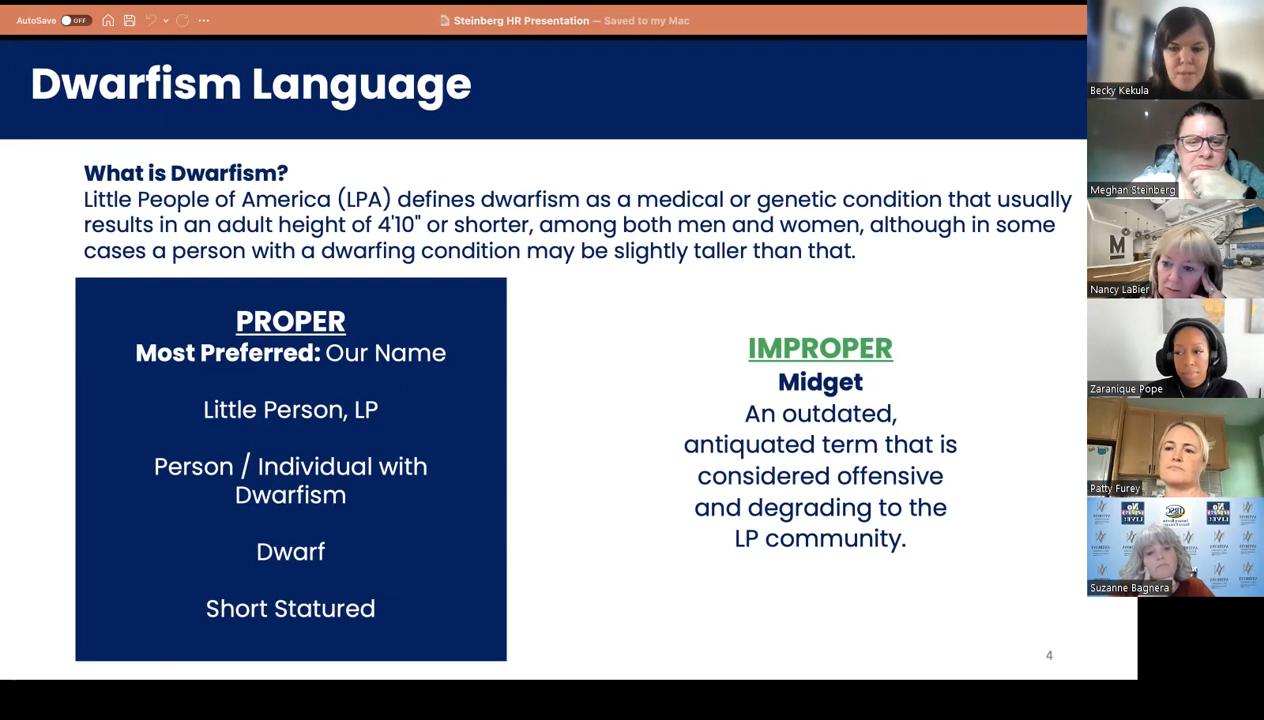 AutoSave OFF
Steinberg HR Presentation — Saved to my Mac
Dwarfism Language
What is Dwarfism?
Little People of America (LPA) defines dwarfism as a medical or genetic condition that usually
results in an adult height of 4'10" or shorter, among both men and women, although in some
cases a person with a dwarfing condition may be slightly taller than that.
PROPER
Most Preferred: Our Name
Little Person, LP
Person / Individual with
Dwarfism
Dwarf
Short Statured
IMPROPER
Midget
An outdated,
antiquated term that is
considered offensive
and degrading to the
LP community.
4
Becky Kekula
Meghan Steinberg
M
Nancy LaBier
Zaranique Pope
Patty Furey
Suzanne Bagnera